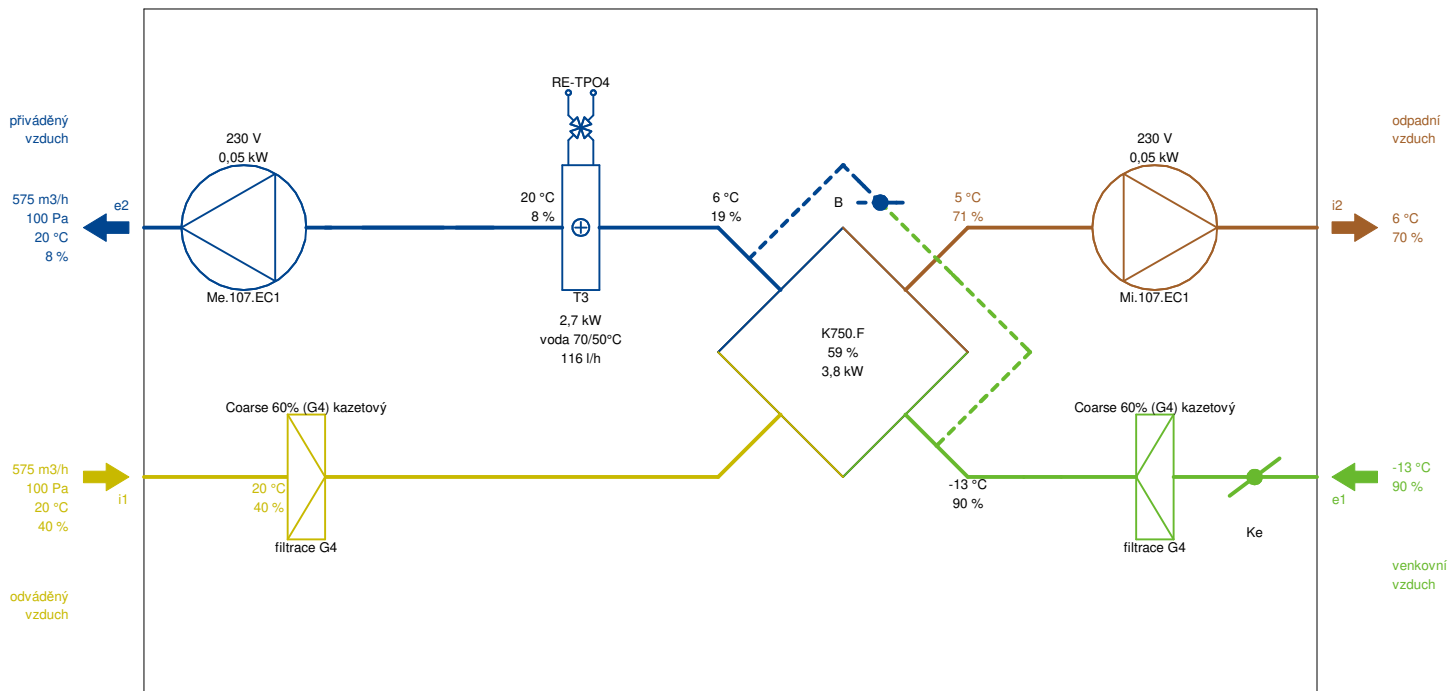 RE-TPO4
přiváděný
vzduch
230 V
0,05 kW
230 V
0,05 kW
odpadní
vzduch
575 m3/h
100 Pa
20 °C
8 %
e2
20 °C
8 %
6 °C
19 %
B
5 °C
71 %
i2
6 °C
70 %
Me.107.EC1
T3
Mi.107.EC1
2,7 kW
voda 70/50°C
116 l/h
K750.F
59 %
3,8 kW
Coarse 60% (G4) kazetový
Coarse 60% (G4) kazetový
575 m3/h
100 Pa
20 °C
40 %
i1
20 °C
40 %
-13 °C
90 %
-13 °C
90 %
e1
filtrace G4
filtrace G4
Ke
odváděný
vzduch
venkovní
vzduch